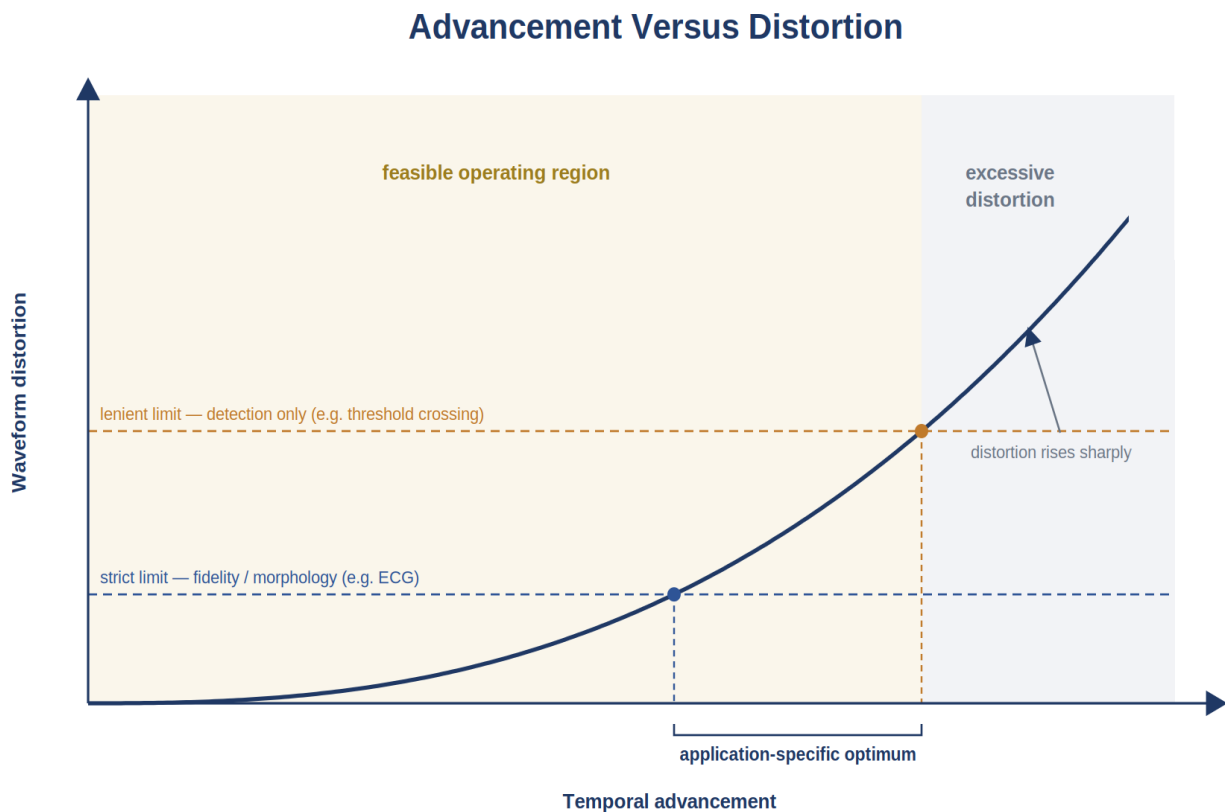 Advancement Versus Distortion
feasible operating region
excessive
distortion
Waveform distortion
lenient limit — detection only (e.g. threshold crossing)
distortion rises sharply
strict limit — fidelity / morphology (e.g. ECG)
application-specific optimum
Temporal advancement